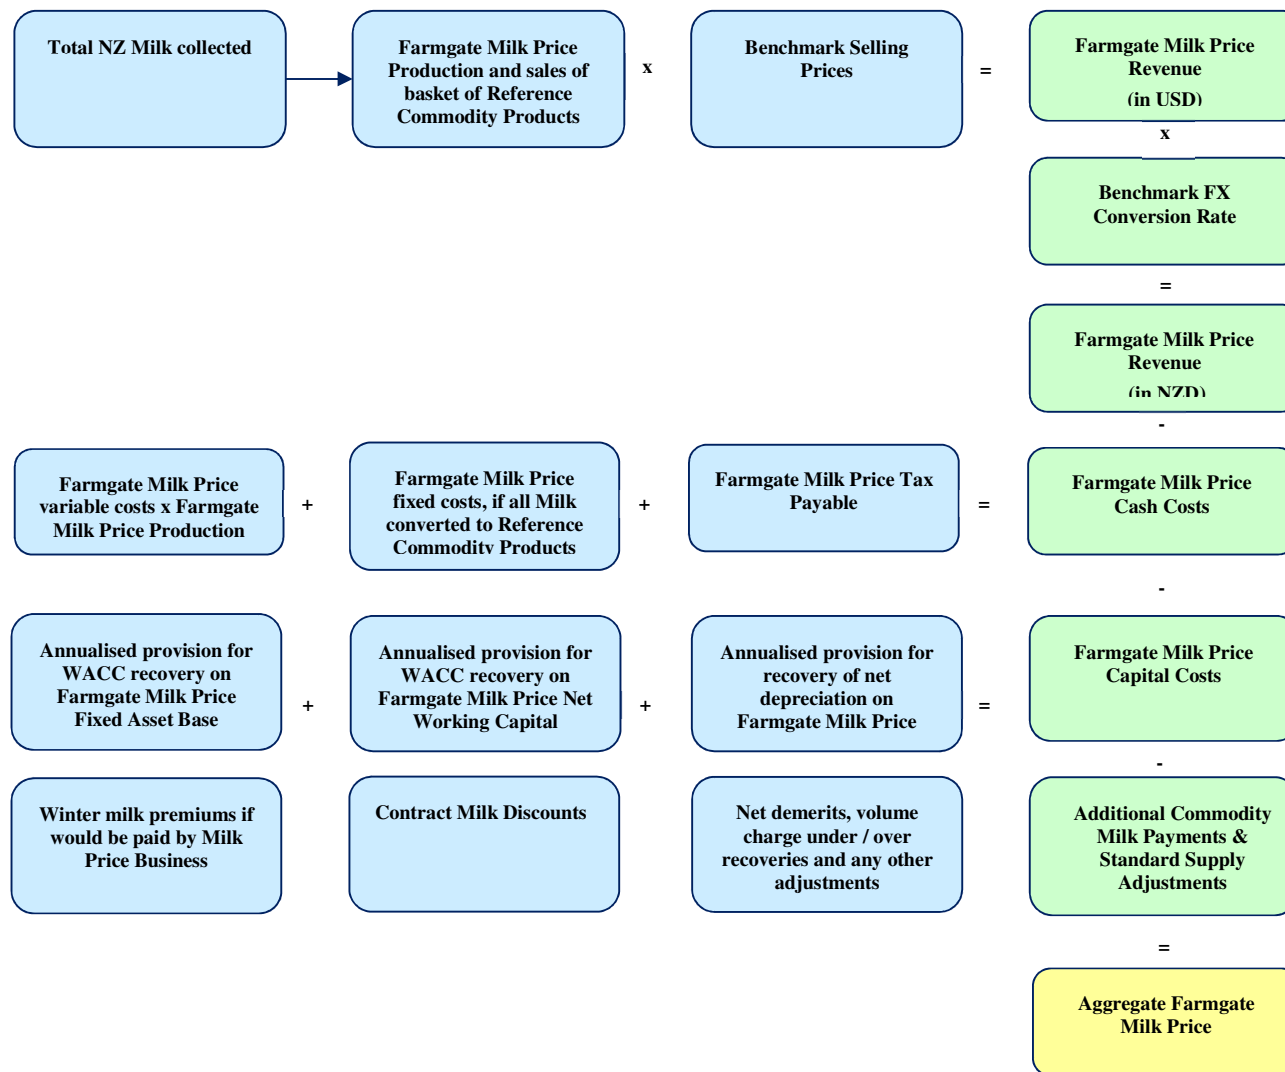 Total NZ Milk collected
Farmgate Milk Price
Production and sales of
basket of Reference
Commodity Products
x
Benchmark Selling
Prices
=
Farmgate Milk Price
Revenue
(in USD)
x
Benchmark FX
Conversion Rate
=
Farmgate Milk Price
Revenue
(in NZD)
-
Farmgate Milk Price
variable costs x Farmgate
Milk Price Production
+
Farmgate Milk Price
fixed costs, if all Milk
converted to Reference
Commodity Products
+
Farmgate Milk Price Tax
Payable
=
Farmgate Milk Price
Cash Costs
-
Annualised provision for
WACC recovery on
Farmgate Milk Price
Fixed Asset Base
+
Annualised provision for
WACC recovery on
Farmgate Milk Price Net
Working Capital
+
Annualised provision for
recovery of net
depreciation on
Farmgate Milk Price
=
Farmgate Milk Price
Capital Costs
-
Winter milk premiums if
would be paid by Milk
Price Business
Contract Milk Discounts
Net demerits, volume
charge under / over
recoveries and any other
adjustments
Additional Commodity
Milk Payments &
Standard Supply
Adjustments
=
Aggregate Farmgate
Milk Price